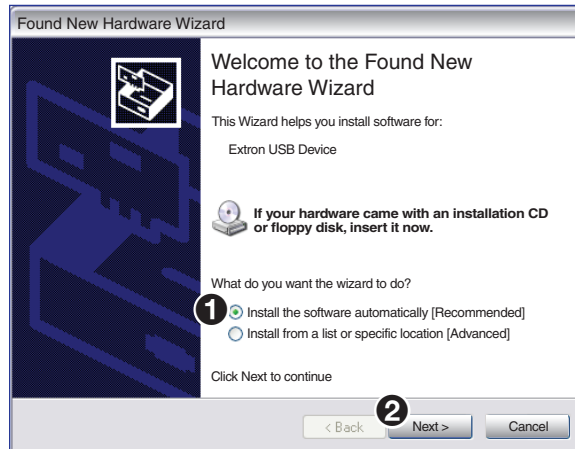 Found New Hardware Wizard
Welcome to the Found New
Hardware Wizard
This Wizard helps you install software for:
Extron USB Device
If your hardware came with an installation CD
or floppy disk, insert it now.
What do you want the wizard to do?
1 Install the software automatically [Recommended]
Install from a list or specific location [Advanced]
Click Next to continue
2
< Back Next > Cancel